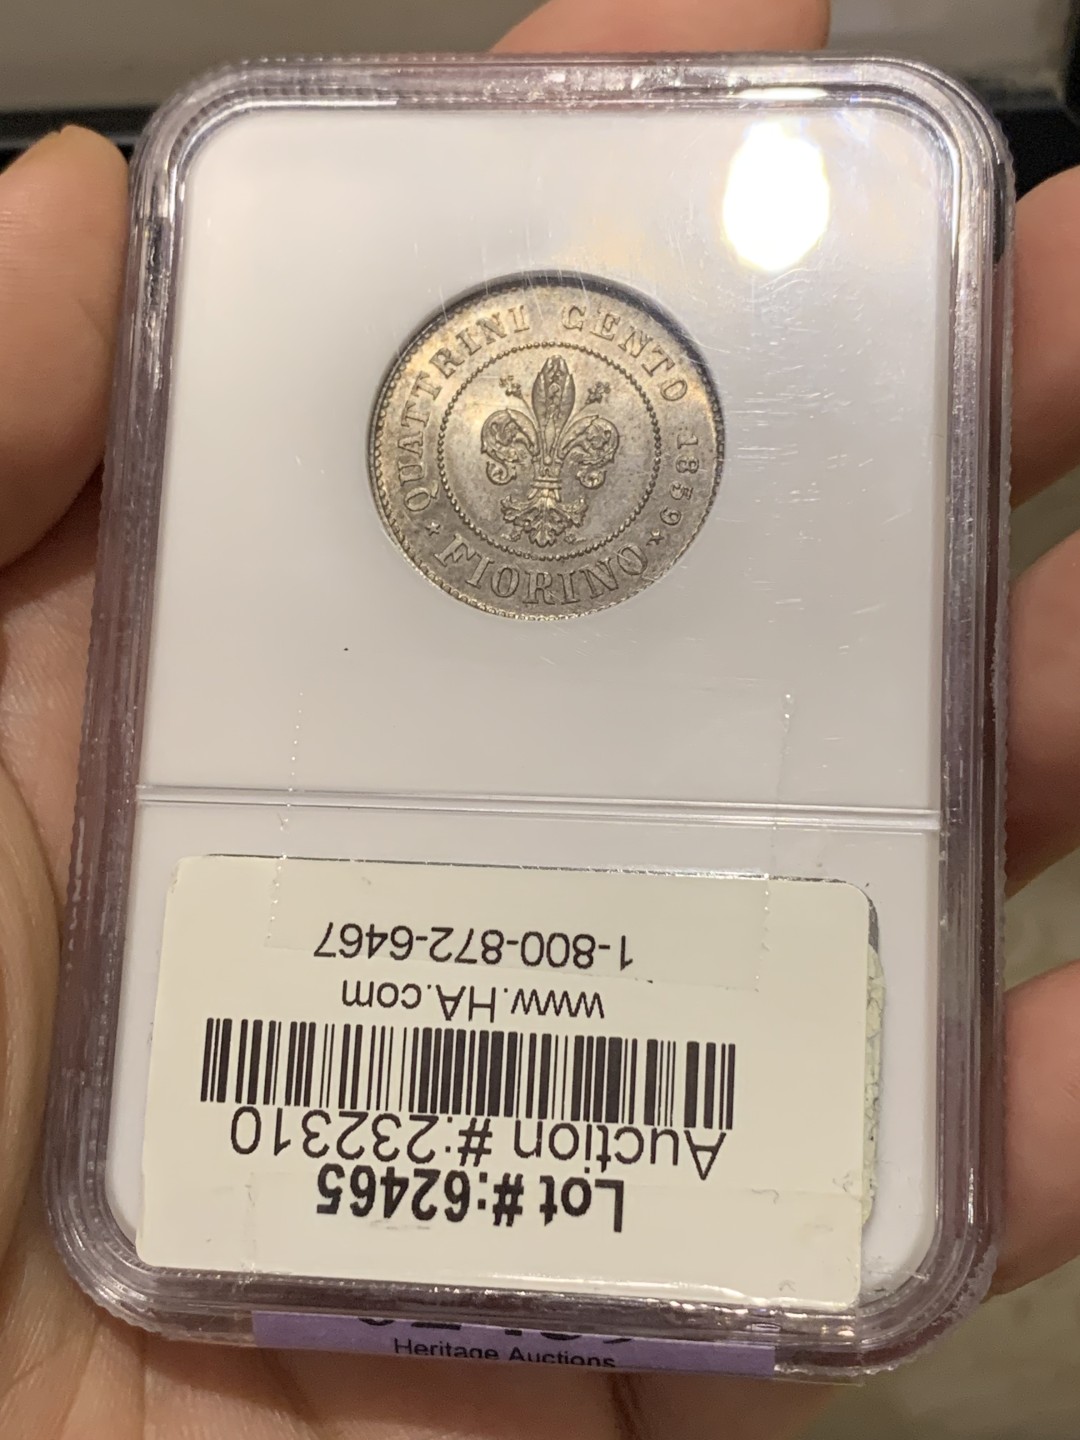 QUATTRINI CENTO 1859
FIORINO
Lot #:62465
Auction #:232310
www.HA.com
1-800-872-6467
Heritage Auctions